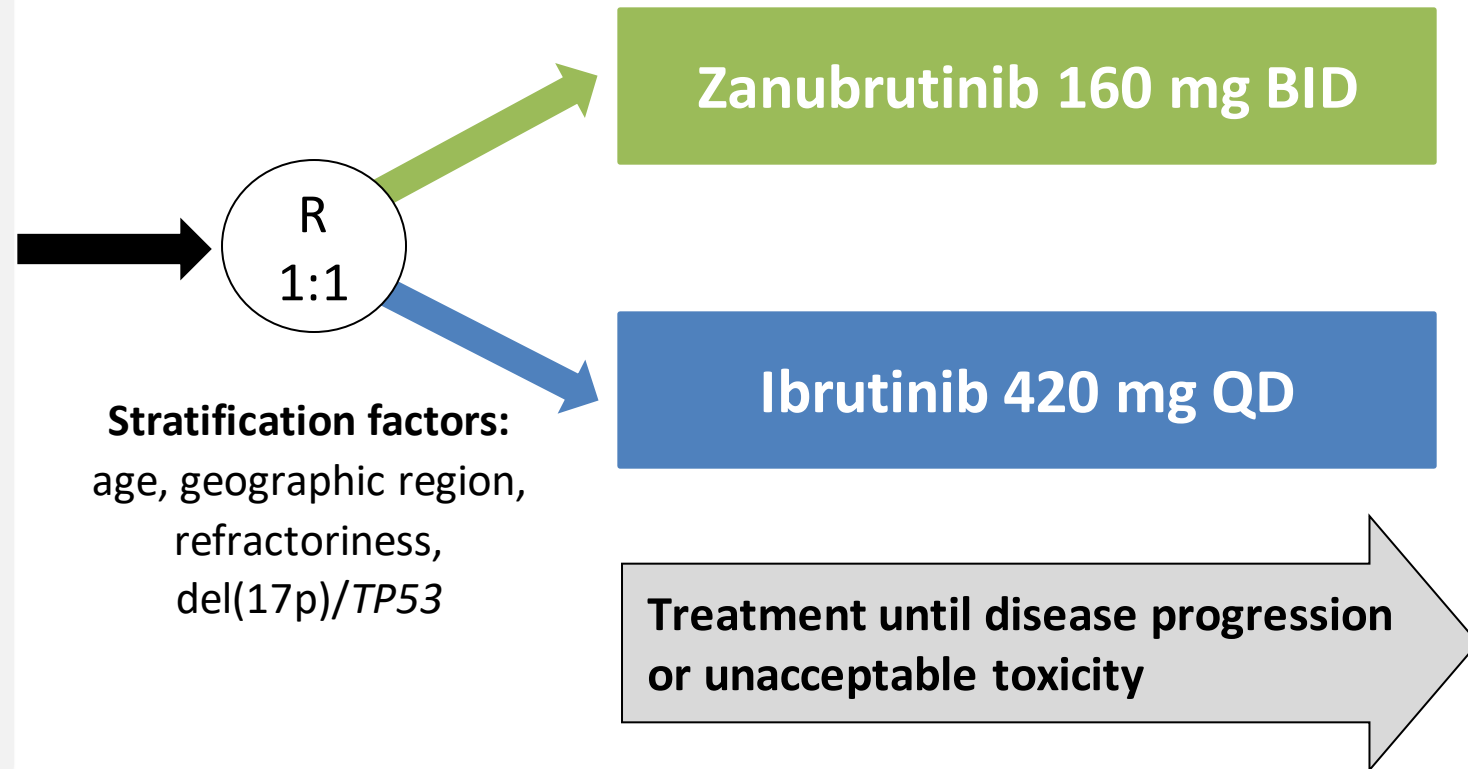 Zanubrutinib 160 mg BID
R
1:1
Ibrutinib 420 mg QD
Stratification factors:
age, geographic region,
refractoriness,
del(17p)/TP53
Treatment until disease progression
or unacceptable toxicity